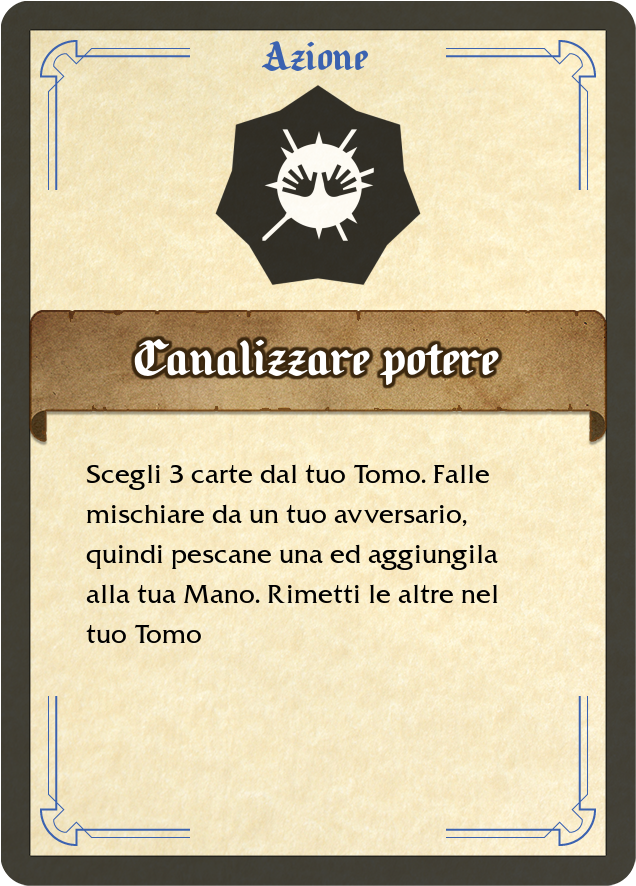 Azione
Canalizzare potere
Scegli 3 carte dal tuo Tomo. Falle
mischiare da un tuo avversario,
quindi pescane una ed aggiungila
alla tua Mano. Rimetti le altre nel
tuo Tomo